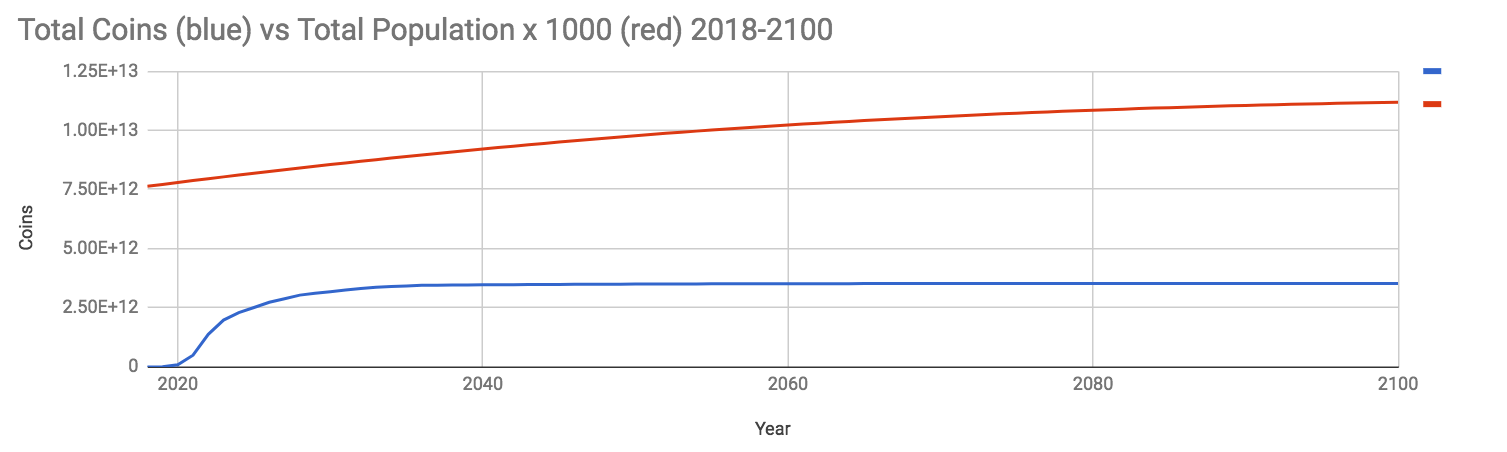 Total Coins (blue) vs Total Population x 1000 (red) 2018-2100
1.25E+13
1.00E+13
7.50E+12
5.00E+12
2.50E+12
0
Coins
2020 2040 2060 2080 2100
Year